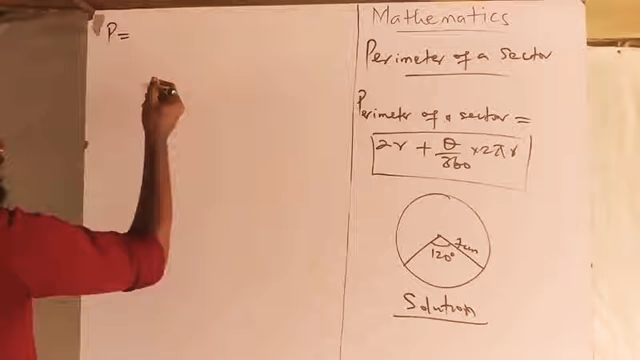 P=
Mathematics
Perimeter of a Sector
Perimeter of a sector =
2r + θ/360 × 2πr
7cm
120°
Solution